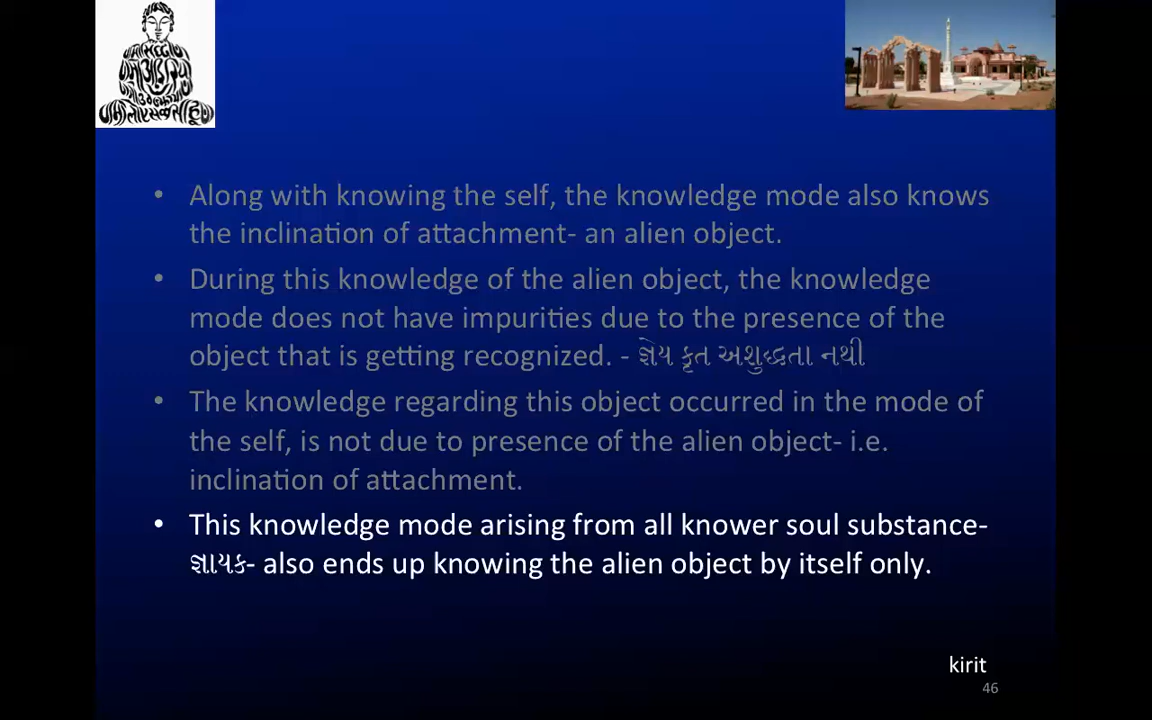 • Along with knowing the self, the knowledge mode also knows
the inclination of attachment- an alien object.
• During this knowledge of the alien object, the knowledge
mode does not have impurities due to the presence of the
object that is getting recognized. - જ્ઞેય કૃત અશુદ્ધતા નથી
• The knowledge regarding this object occurred in the mode of
the self, is not due to presence of the alien object- i.e.
inclination of attachment.
• This knowledge mode arising from all knower soul substance-
જ્ઞાયક- also ends up knowing the alien object by itself only.
kirit
46